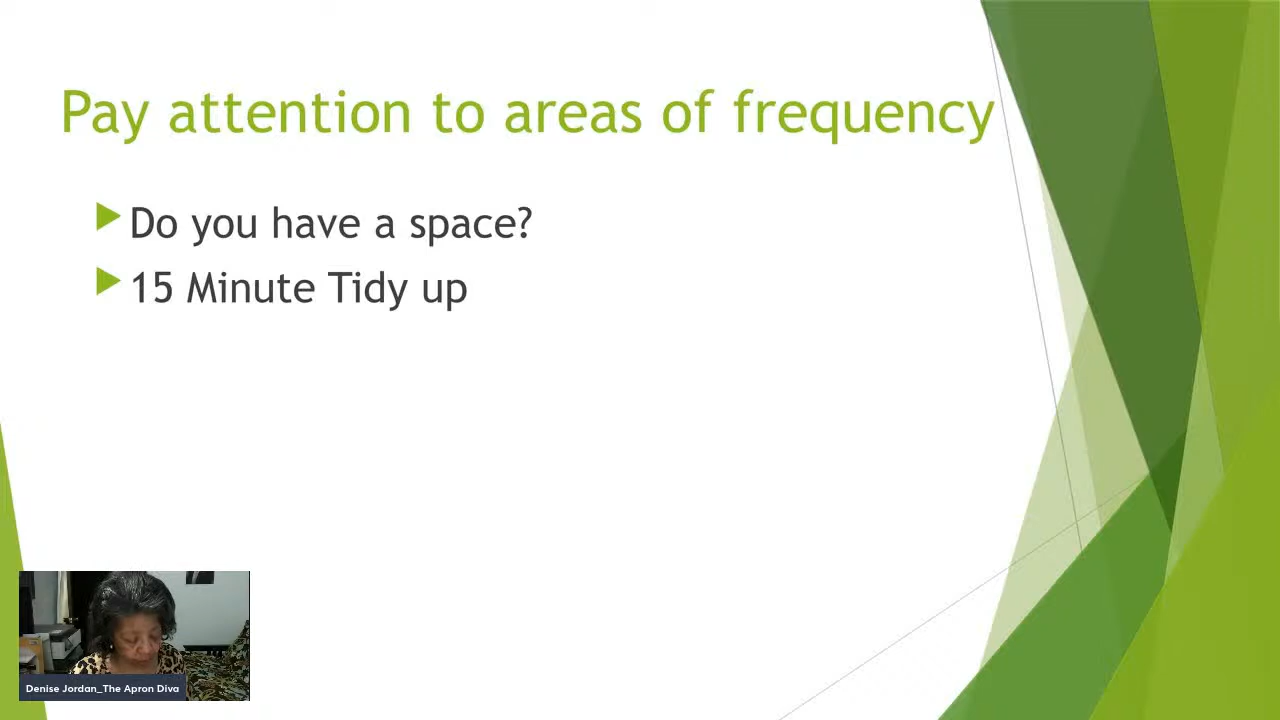 Pay attention to areas of frequency
Do you have a space?
15 Minute Tidy up
Denise Jordan_The Apron Diva